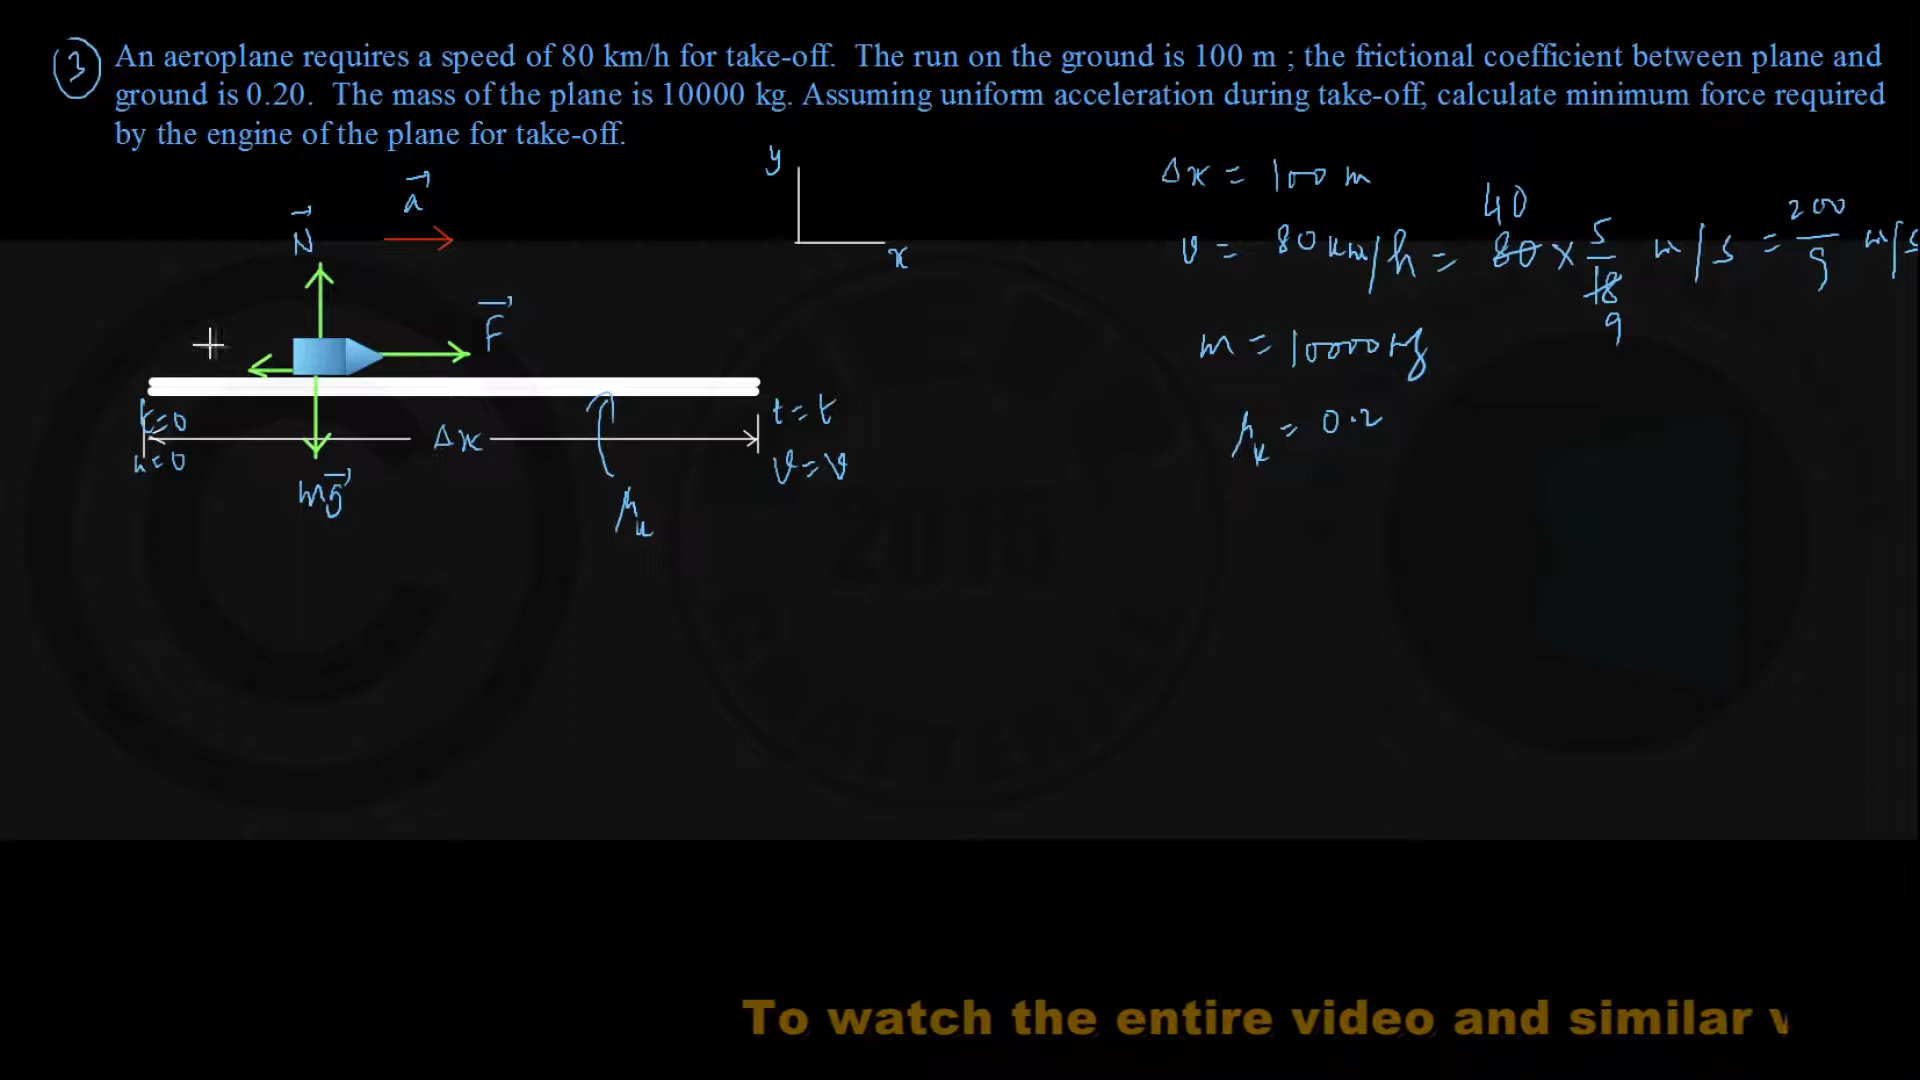 3 An aeroplane requires a speed of 80 km/h for take-off. The run on the ground is 100 m ; the frictional coefficient between plane and
ground is 0.20. The mass of the plane is 10000 kg. Assuming uniform acceleration during take-off, calculate minimum force required
by the engine of the plane for take-off.
y
x
N⃗
a⃗
F⃗
mg⃗
t=0
u=0
Δx
t=t
v=v
μk
Δx = 100 m
v = 80 km/h = 80 40 × 5/18 9 m/s = 200/9 m/s
m = 10000 kg
μk = 0.2
2015
To watch the entire video and similar